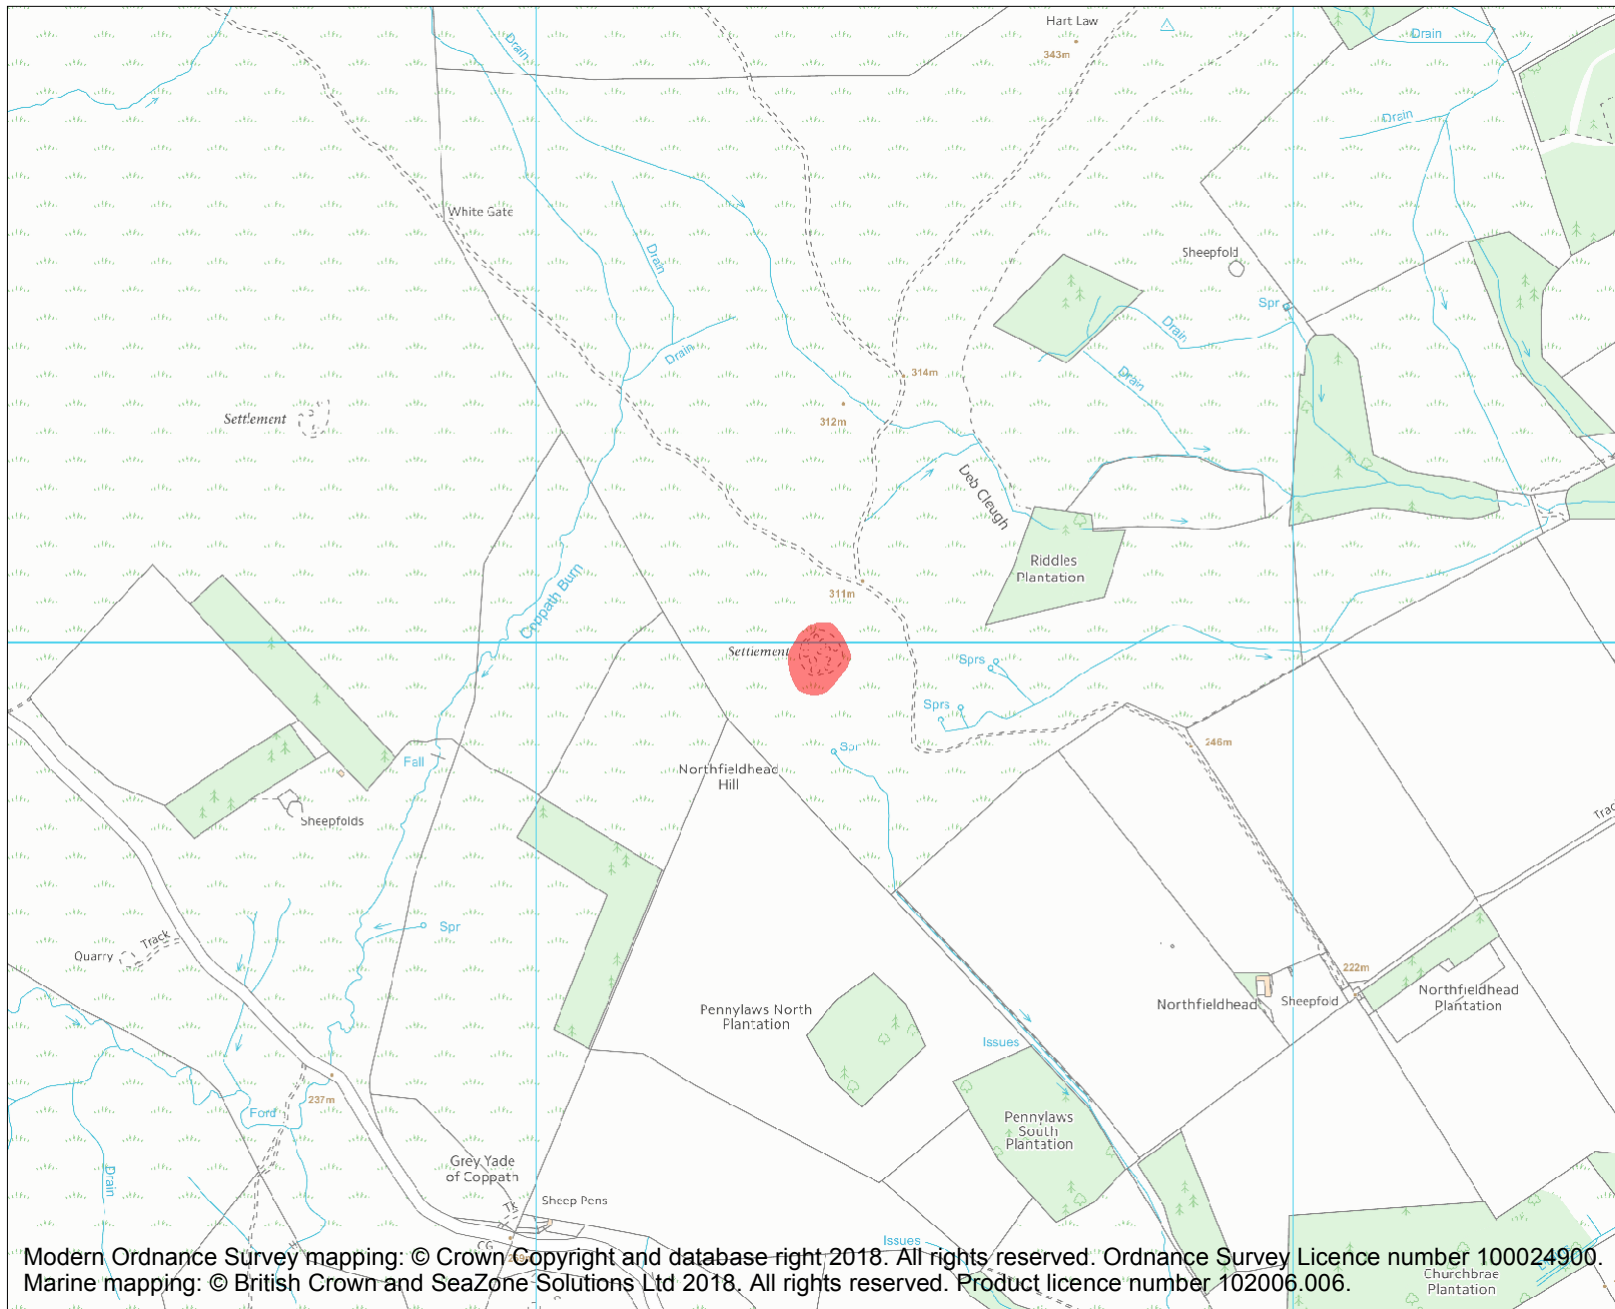 Hart Law
343m
Drain
Drain
Drain
White Gate
Drain
Sheepfold
Spr
Drain
Drain
Drain
314m
312m
Settlement
Deb Cleugh
Riddles
Plantation
Coppath Burn
311m
Settlement
Sprs
Sprs
246m
Spr
Fall
Northfieldhead
Hill
Sheepfolds
Spr
Track
Quarry
222m
Northfieldhead
Sheepfold
Northfieldhead
Plantation
Pennylaws North
Plantation
Issues
237m
Ford
Pennylaws
South
Plantation
Drain
Grey Yade
of Coppath
Sheep Pens
CG
Issues
Modern Ordnance Survey mapping: © Crown Copyright and database right 2018. All rights reserved. Ordnance Survey Licence number 100024900.
Marine mapping: © British Crown and SeaZone Solutions Ltd 2018. All rights reserved. Product licence number 102006.006.
Churchbrae
Plantation